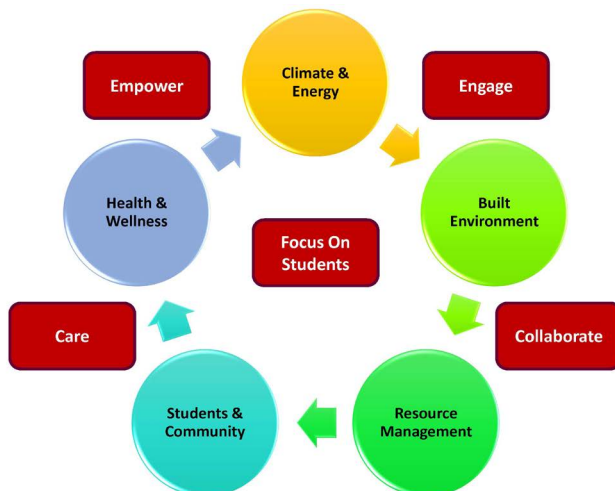 Climate &
Energy
Empower
Engage
Health &
Wellness
Built
Environment
Focus On
Students
Care
Collaborate
Students &
Community
Resource
Management